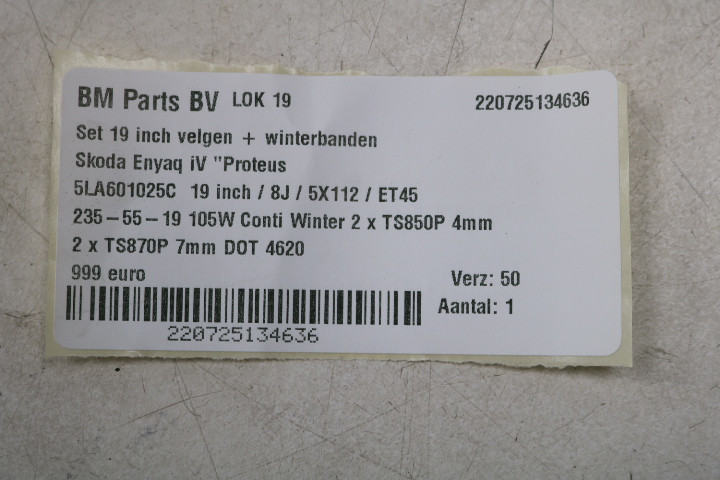 BM Parts BV LOK 19 220725134636
Set 19 inch velgen + winterbanden
Skoda Enyaq iV "Proteus
5LA601025C 19 inch / 8J / 5X112 / ET45
235-55-19 105W Conti Winter 2 x TS850P 4mm
2 x TS870P 7mm DOT 4620
999 euro Verz: 50
Aantal: 1
220725134636